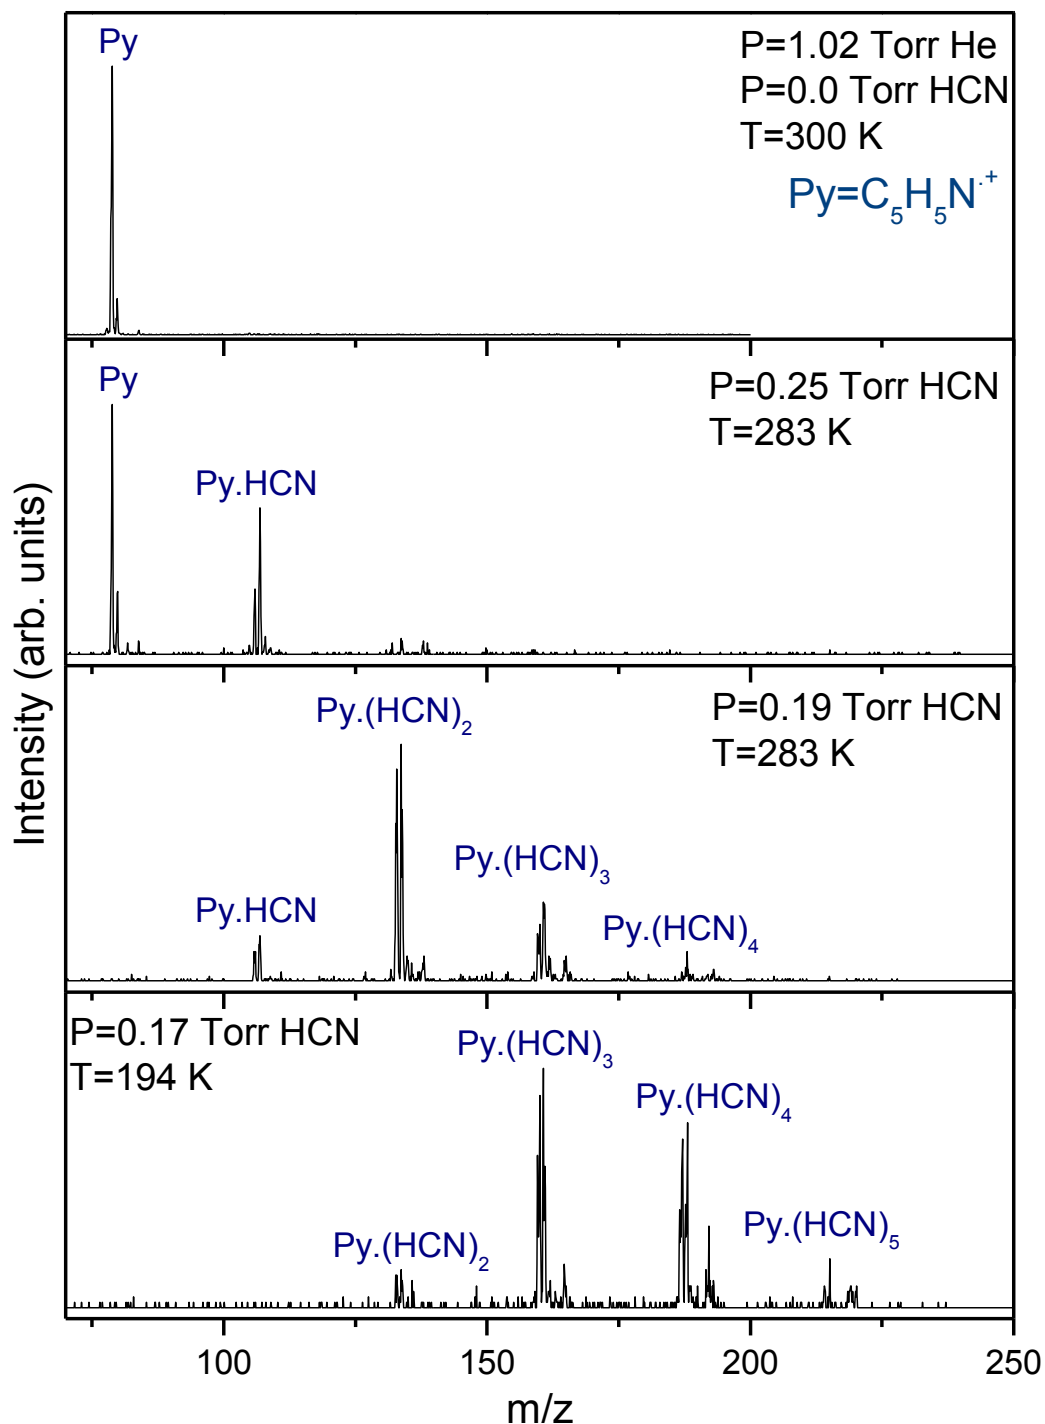 Intensity (arb. units)
Py
P=1.02 Torr He
P=0.0 Torr HCN
T=300 K
Py=C₅H₅N·⁺
Py
P=0.25 Torr HCN
T=283 K
Py.HCN
Py.(HCN)₂
P=0.19 Torr HCN
T=283 K
Py.(HCN)₃
Py.HCN
Py.(HCN)₄
P=0.17 Torr HCN
T=194 K
Py.(HCN)₃
Py.(HCN)₄
Py.(HCN)₂
Py.(HCN)₅
100 150 200 250
m/z